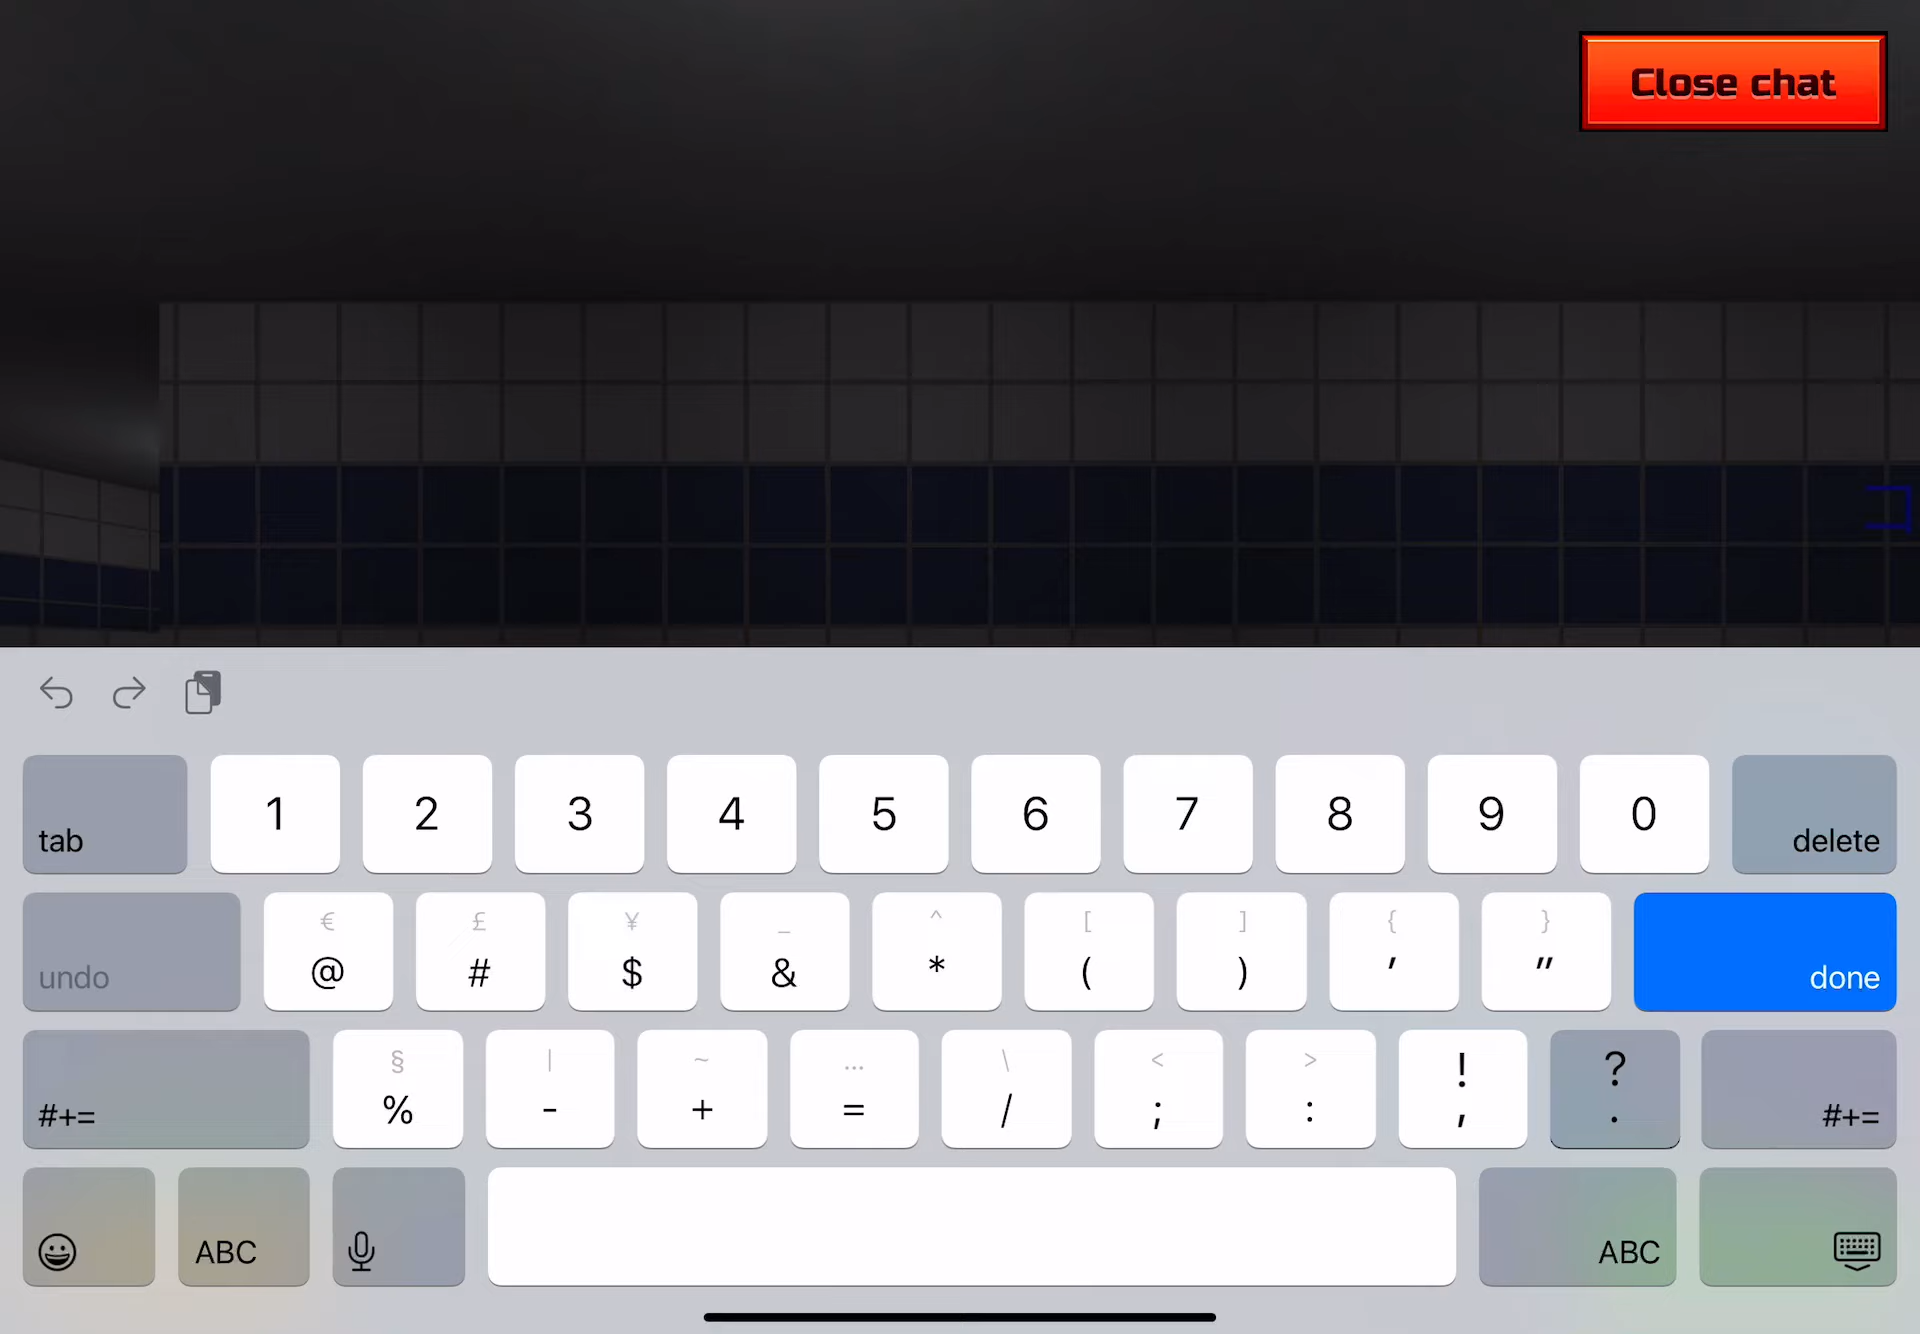 Close chat
tab 1 2 3 4 5 6 7 8 9 0 delete
€ £ ¥ _ ^ [ ] { }
undo @ # $ & * ( ) ' " done
§ | ~ … \ < > ! ?
#+= % - + = / ; : , . #+=
ABC ABC